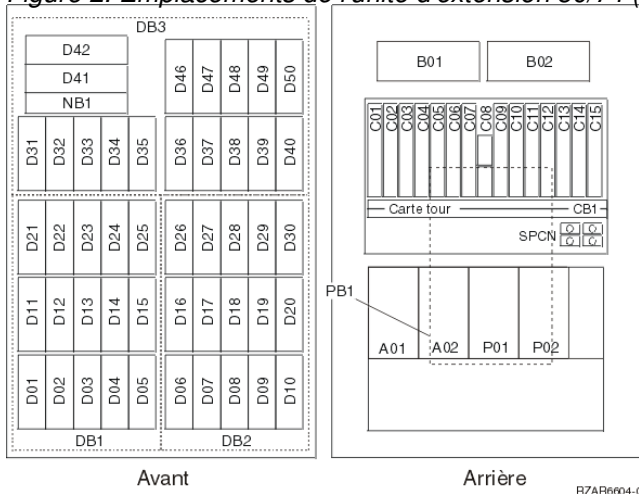 Figure 2. Emplacements de l'unité d'extension 50/74 (
DB3
D42
D41
NB1
D46 D47 D48 D49 D50
D31 D32 D33 D34 D35
D36 D37 D38 D39 D40
D21 D22 D23 D24 D25
D26 D27 D28 D29 D30
D11 D12 D13 D14 D15
D16 D17 D18 D19 D20
D01 D02 D03 D04 D05
D06 D07 D08 D09 D10
DB1 DB2
Avant
B01 B02
C01 C02 C03 C04 C05 C06 C07 C08 C09 C10 C11 C12 C13 C14 C15
Carte tour CB1
SPCN
PB1
A01 A02 P01 P02
Arrière
RZAB6604-